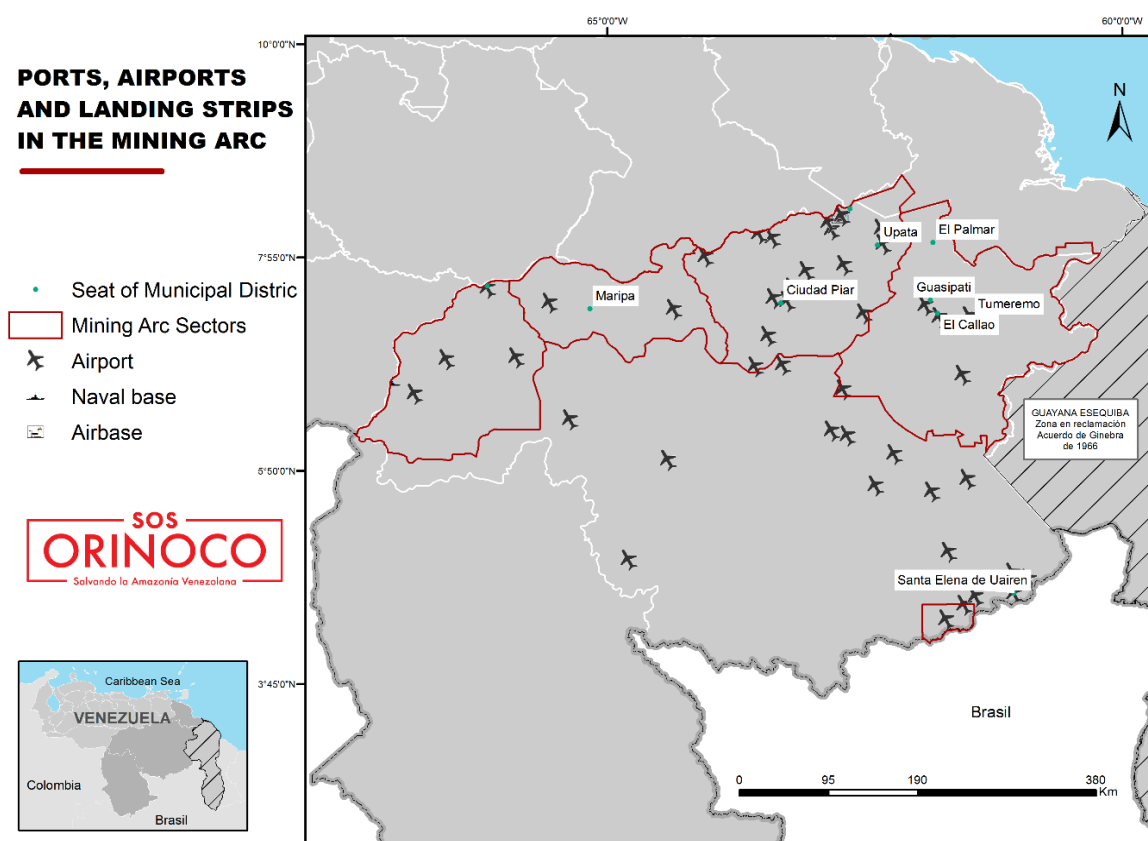 PORTS, AIRPORTS
AND LANDING STRIPS
IN THE MINING ARC
Seat of Municipal Distric
Mining Arc Sectors
Airport
Naval base
Airbase
SOS
ORINOCO
Salvando la Amazonía Venezolana
Caribbean Sea
VENEZUELA
Colombia
Brasil
65°0'0"W
60°0'0"W
10°0'0"N
7°55'0"N
5°50'0"N
3°45'0"N
N
Upata
El Palmar
Maripa
Ciudad Piar
Guasipati
Tumeremo
El Callao
GUAYANA ESEQUIBA
Zona en reclamación
Acuerdo de Ginebra
de 1966
Santa Elena de Uairen
Brasil
0 95 190 380
Km